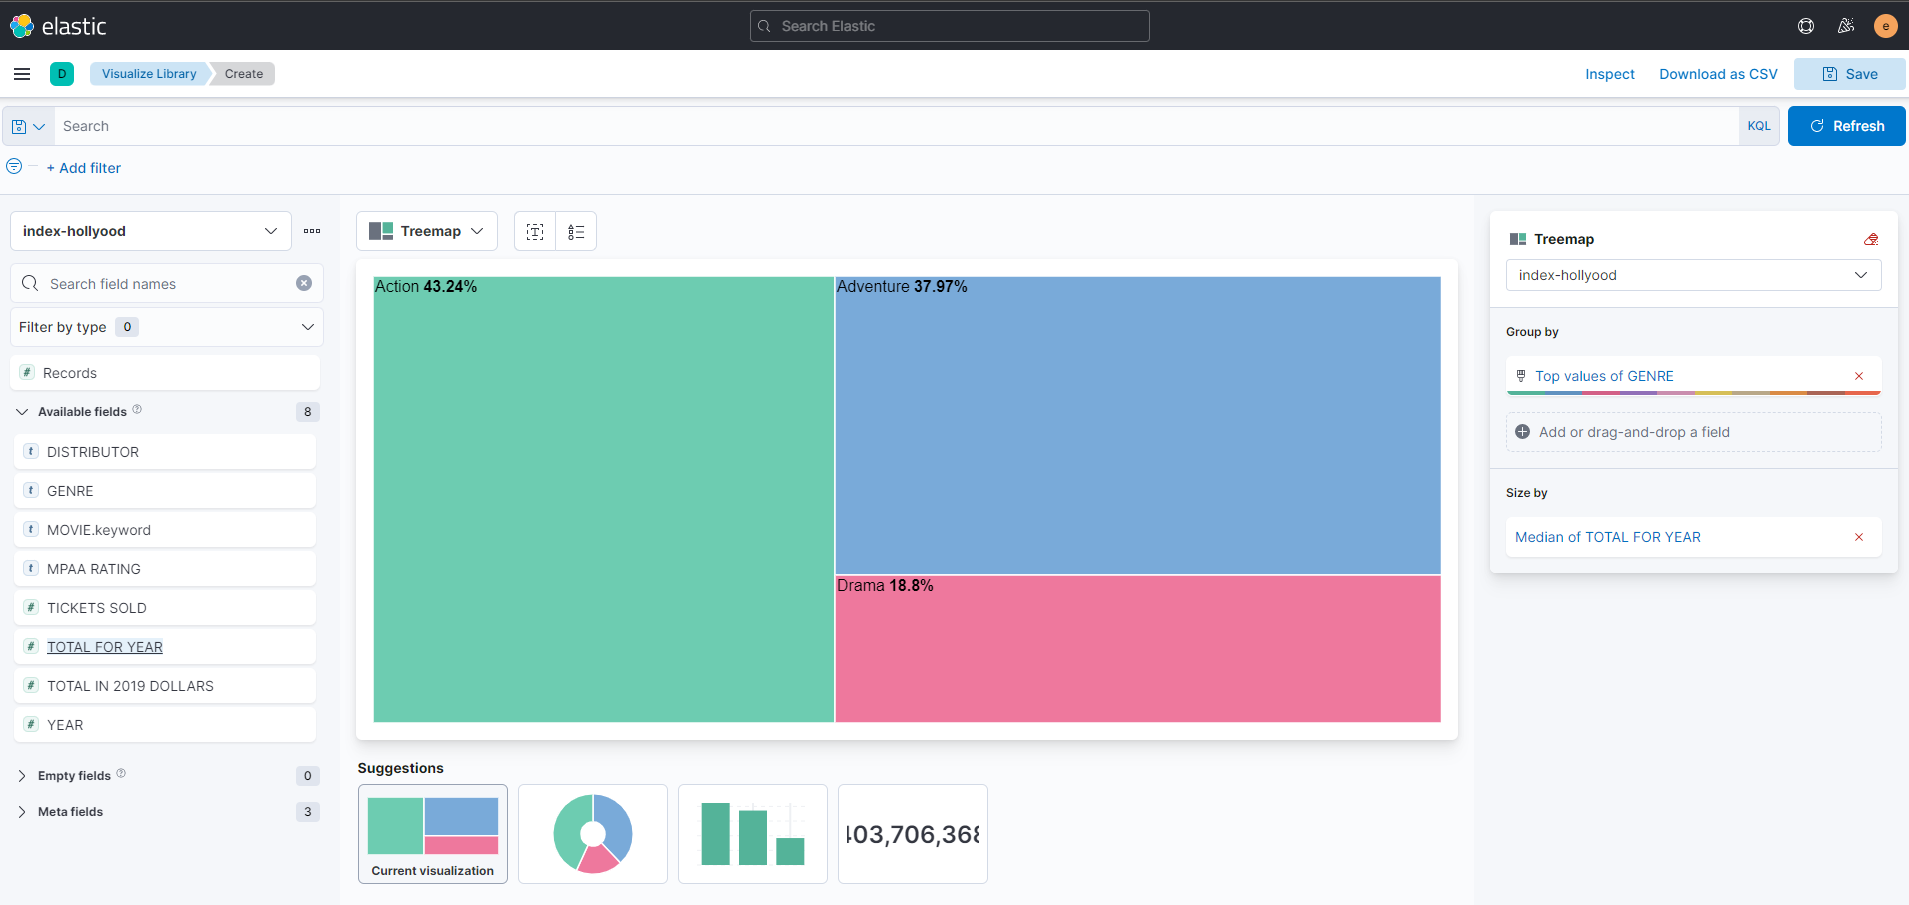 elastic
Search Elastic
e
D
Visualize Library
Create
Inspect
Download as CSV
Save
Search
KQL
Refresh
+ Add filter
index-hollyood
Search field names
Filter by type 0
# Records
Available fields ? 8
t DISTRIBUTOR
t GENRE
t MOVIE.keyword
t MPAA RATING
# TICKETS SOLD
# TOTAL FOR YEAR
# TOTAL IN 2019 DOLLARS
# YEAR
Empty fields ? 0
Meta fields 3
Treemap
Action 43.24%
Adventure 37.97%
Drama 18.8%
Suggestions
Current visualization
403,706,368
Treemap
index-hollyood
Group by
Top values of GENRE
Add or drag-and-drop a field
Size by
Median of TOTAL FOR YEAR